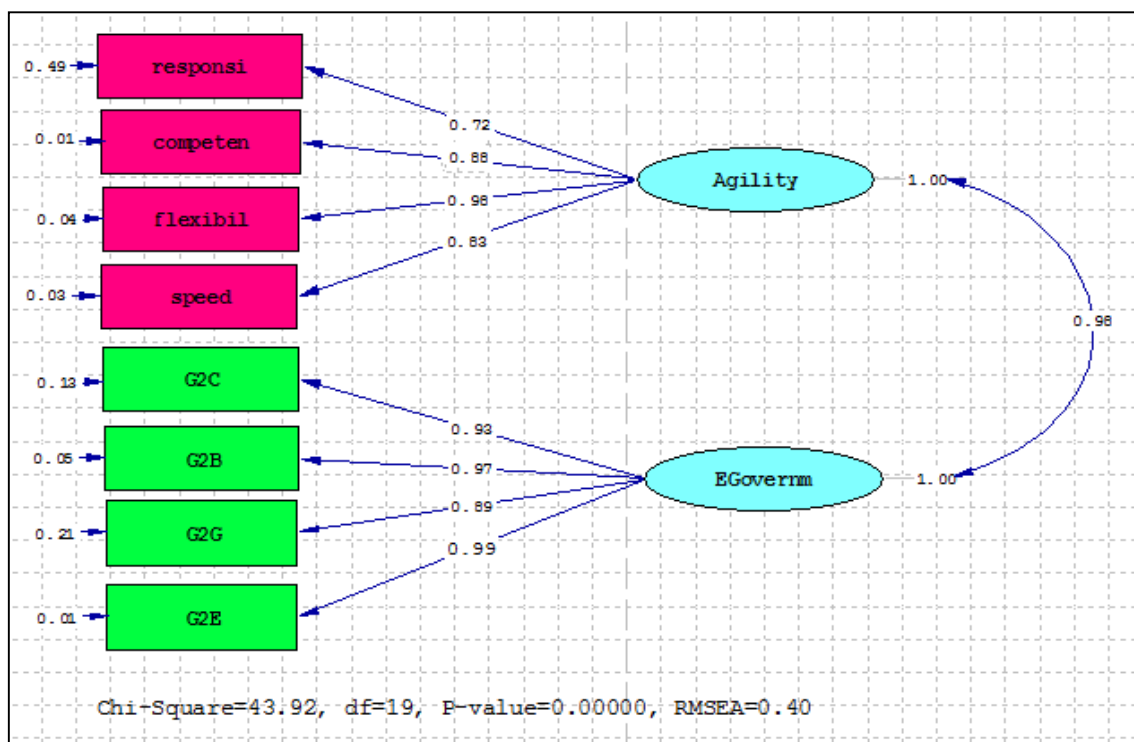 0.49 responsi
0.72
0.01 competen
0.88
Agility 1.00
0.04 flexibil
0.98
0.03 speed
0.83
0.98
0.13 G2C
0.93
0.05 G2B
0.97
EGovernm 1.00
0.21 G2G
0.89
0.01 G2E
0.99
Chi-Square=43.92, df=19, P-value=0.00000, RMSEA=0.40